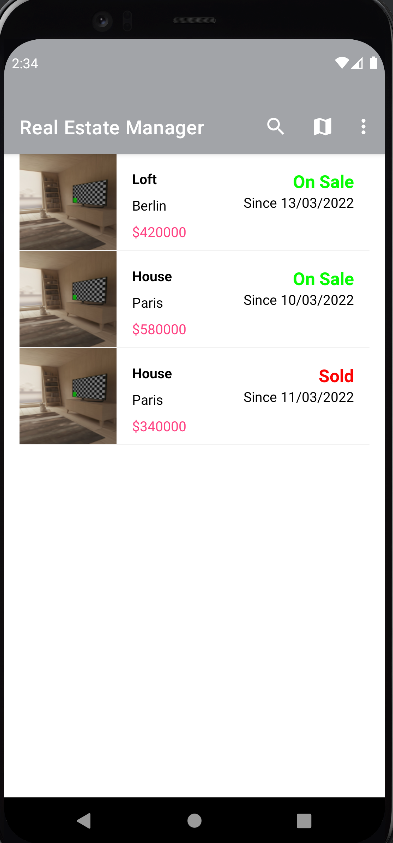 2:34
Real Estate Manager
Loft
On Sale
Berlin
Since 13/03/2022
$420000
House
On Sale
Paris
Since 10/03/2022
$580000
House
Sold
Paris
Since 11/03/2022
$340000